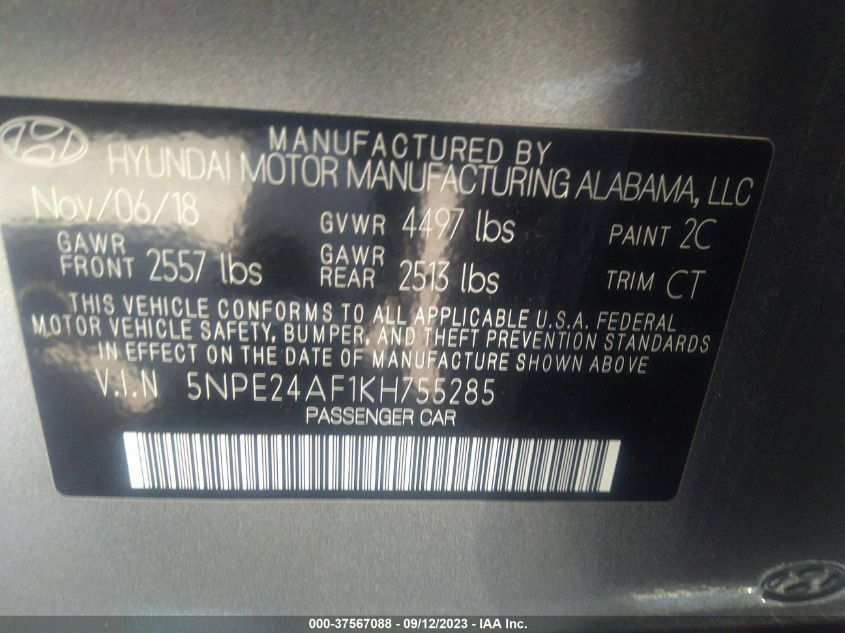 MANUFACTURED BY
HYUNDAI MOTOR MANUFACTURING ALABAMA, LLC
Nov/06/18 GVWR 4497 lbs PAINT 2C
GAWR FRONT 2557 lbs GAWR REAR 2513 lbs TRIM CT
THIS VEHICLE CONFORMS TO ALL APPLICABLE U.S.A. FEDERAL
MOTOR VEHICLE SAFETY, BUMPER, AND THEFT PREVENTION STANDARDS
IN EFFECT ON THE DATE OF MANUFACTURE SHOWN ABOVE
V.I.N 5NPE24AF1KH755285
PASSENGER CAR
000-37567088 - 09/12/2023 - IAA Inc.